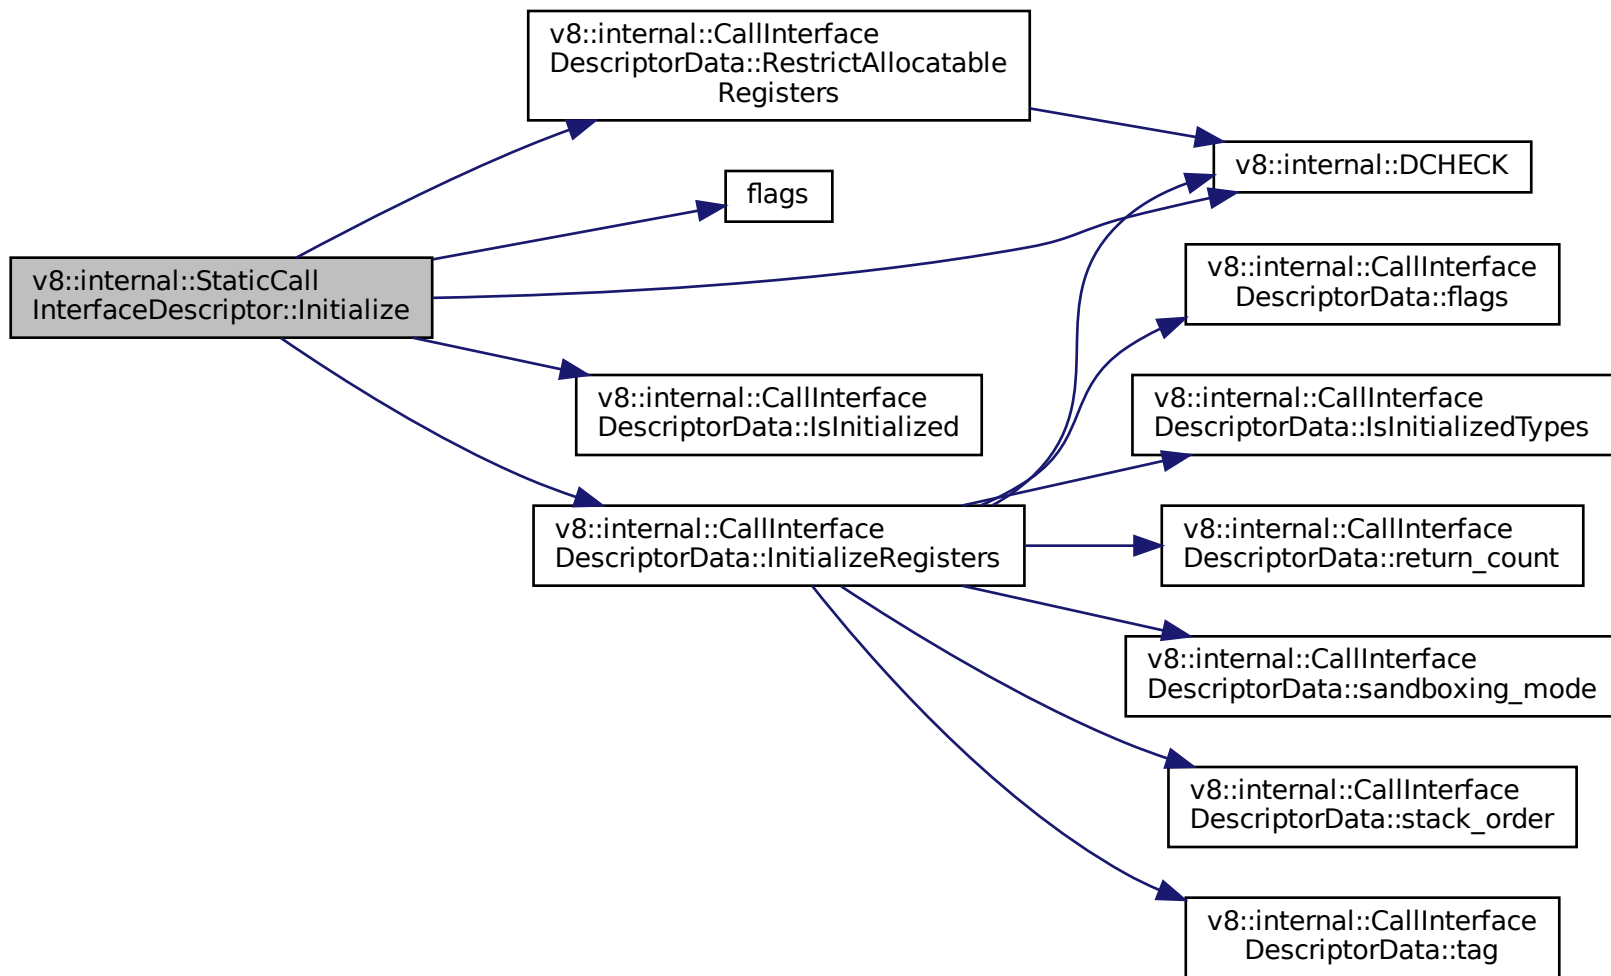 v8::internal::CallInterface
DescriptorData::RestrictAllocatable
Registers
v8::internal::DCHECK
flags
v8::internal::StaticCall
InterfaceDescriptor::Initialize
v8::internal::CallInterface
DescriptorData::flags
v8::internal::CallInterface
DescriptorData::IsInitialized
v8::internal::CallInterface
DescriptorData::IsInitializedTypes
v8::internal::CallInterface
DescriptorData::InitializeRegisters
v8::internal::CallInterface
DescriptorData::return_count
v8::internal::CallInterface
DescriptorData::sandboxing_mode
v8::internal::CallInterface
DescriptorData::stack_order
v8::internal::CallInterface
DescriptorData::tag